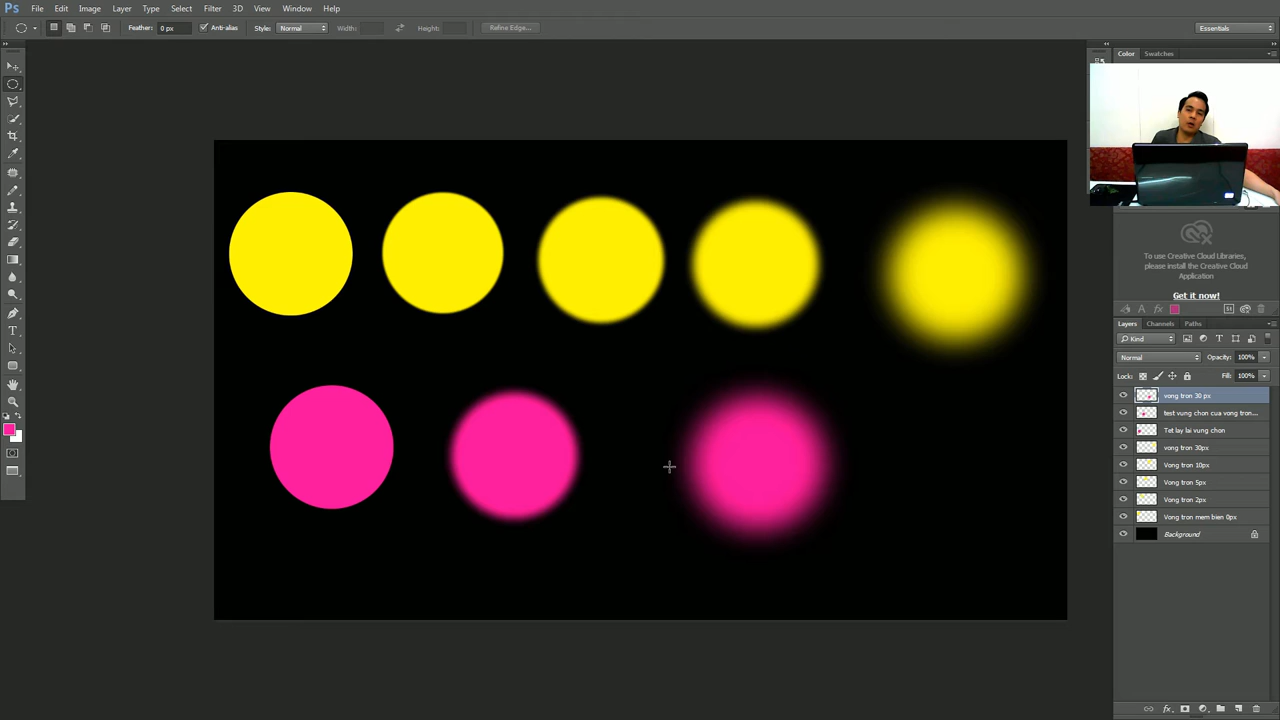 Ps File Edit Image Layer Type Select Filter 3D View Window Help
Feather: 0 px Anti-alias Style: Normal Width: Height: Refine Edge... Essentials
Color Swatches
To use Creative Cloud Libraries,
please install the Creative Cloud
Application
Get it now!
Layers Channels Paths
Kind
Normal Opacity: 100%
Lock: Fill: 100%
vong tron 30 px
test vung chon cua vong tron...
Tet lay lai vung chon
vong tron 30px
Vong tron 10px
Vong tron 5px
Vong tron 2px
Vong tron mem bien 0px
Background